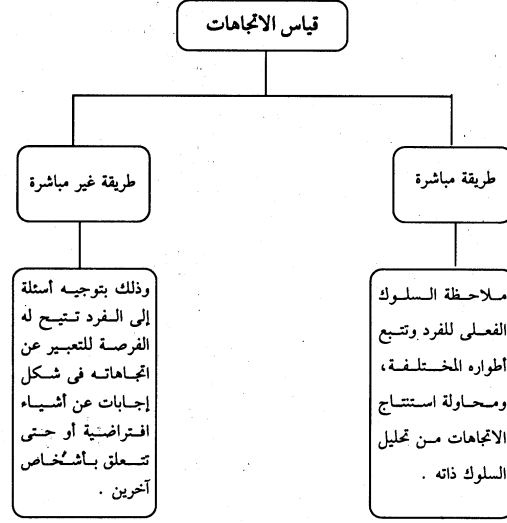 قياس الاتجاهات
طريقة مباشرة
ملاحظة السلوك
الفعلى للفرد وتتبع
أطواره المختلفة،
ومحاولة استنتاج
الاتجاهات من تحليل
السلوك ذاته .
طريقة غير مباشرة
وذلك بتوجيه أسئلة
إلى الفرد تتيح له
الفرصة للتعبير عن
اتجاهاته فى شكل
إجابات عن أشياء
افتراضية أو حتى
تتعلق بأشخاص
آخرين .